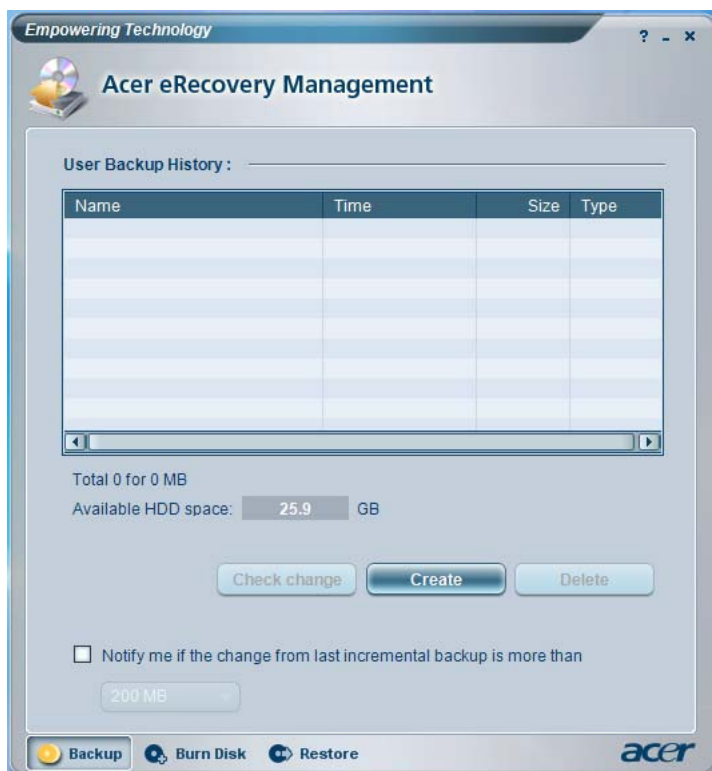 Empowering Technology
? - x
Acer eRecovery Management
User Backup History :
Name Time Size Type
Total 0 for 0 MB
Available HDD space: 25.9 GB
Check change Create Delete
Notify me if the change from last incremental backup is more than
200 MB
Backup Burn Disk Restore acer